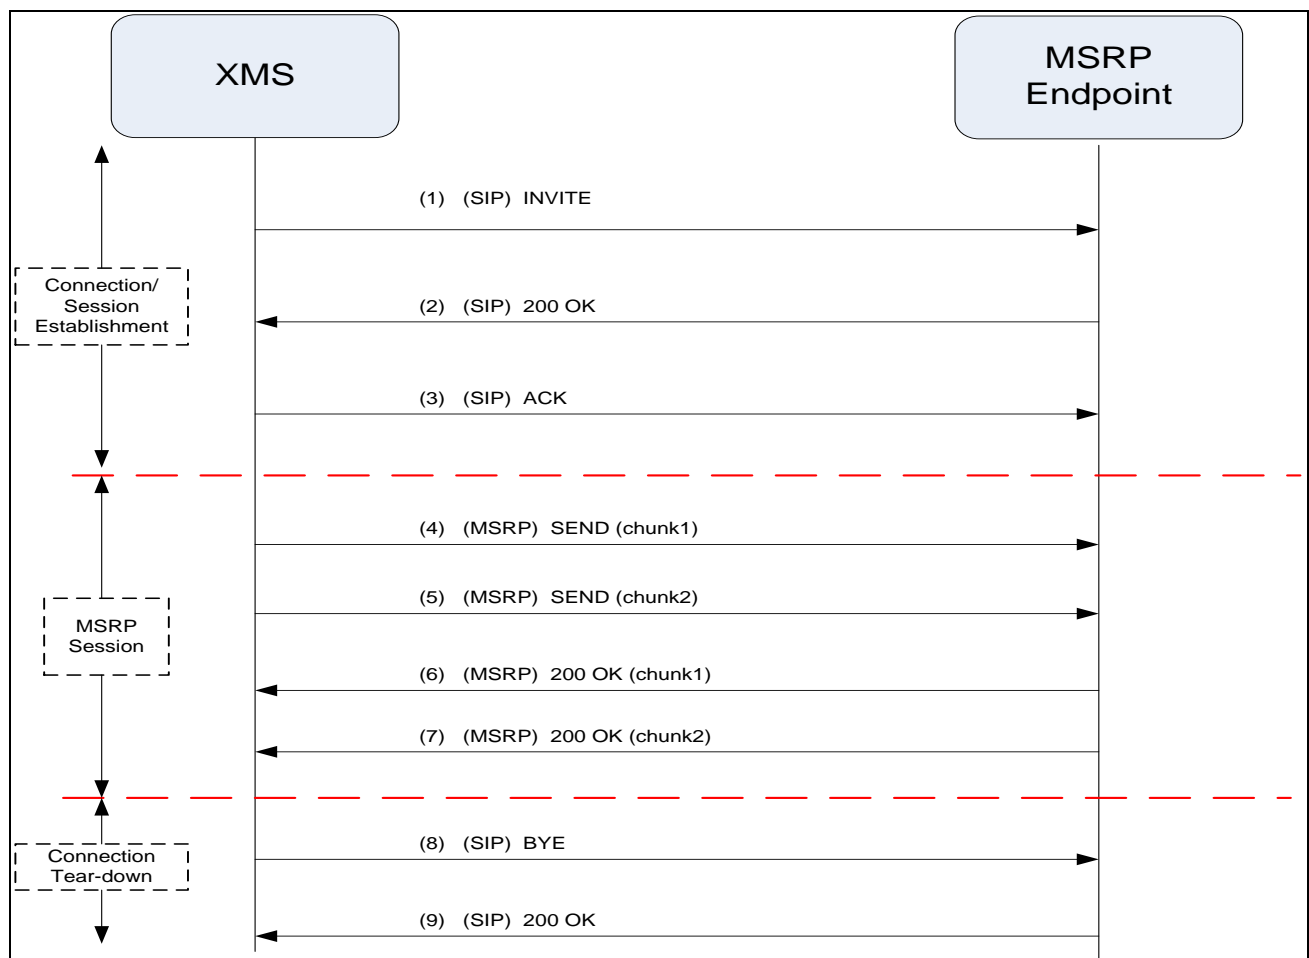 XMS
MSRP
Endpoint
(1) (SIP) INVITE
Connection/
Session
Establishment
(2) (SIP) 200 OK
(3) (SIP) ACK
(4) (MSRP) SEND (chunk1)
(5) (MSRP) SEND (chunk2)
MSRP
Session
(6) (MSRP) 200 OK (chunk1)
(7) (MSRP) 200 OK (chunk2)
(8) (SIP) BYE
Connection
Tear-down
(9) (SIP) 200 OK